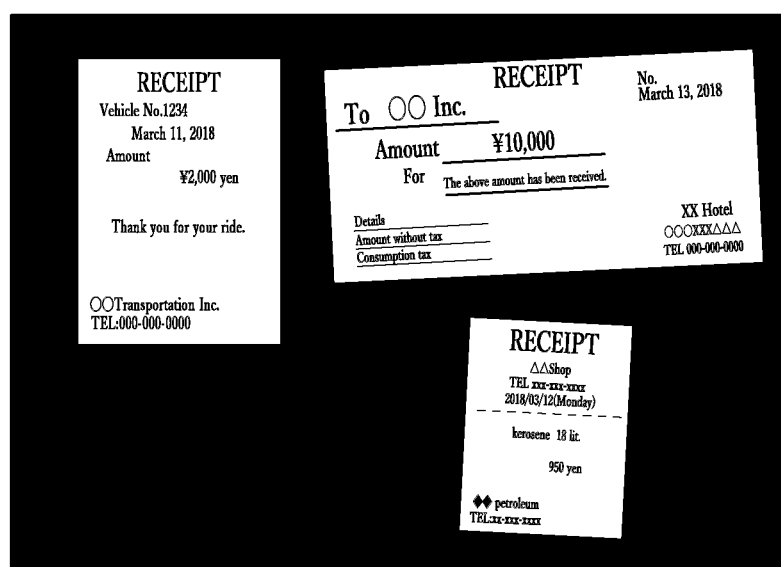 RECEIPT
Vehicle No.1234
March 11, 2018
Amount
¥2,000 yen
Thank you for your ride.
○○Transportation Inc.
TEL:000-000-0000
RECEIPT
No.
March 13, 2018
To ○○ Inc.
Amount ¥10,000
For The above amount has been received.
Details
Amount without tax
Consumption tax
XX Hotel
○○○XXX△△△
TEL 000-000-0000
RECEIPT
△△Shop
TEL xxx-xxx-xxxx
2018/03/12(Monday)
kerosene 18 lit.
950 yen
◆◆ petroleum
TEL:xx-xxx-xxxx